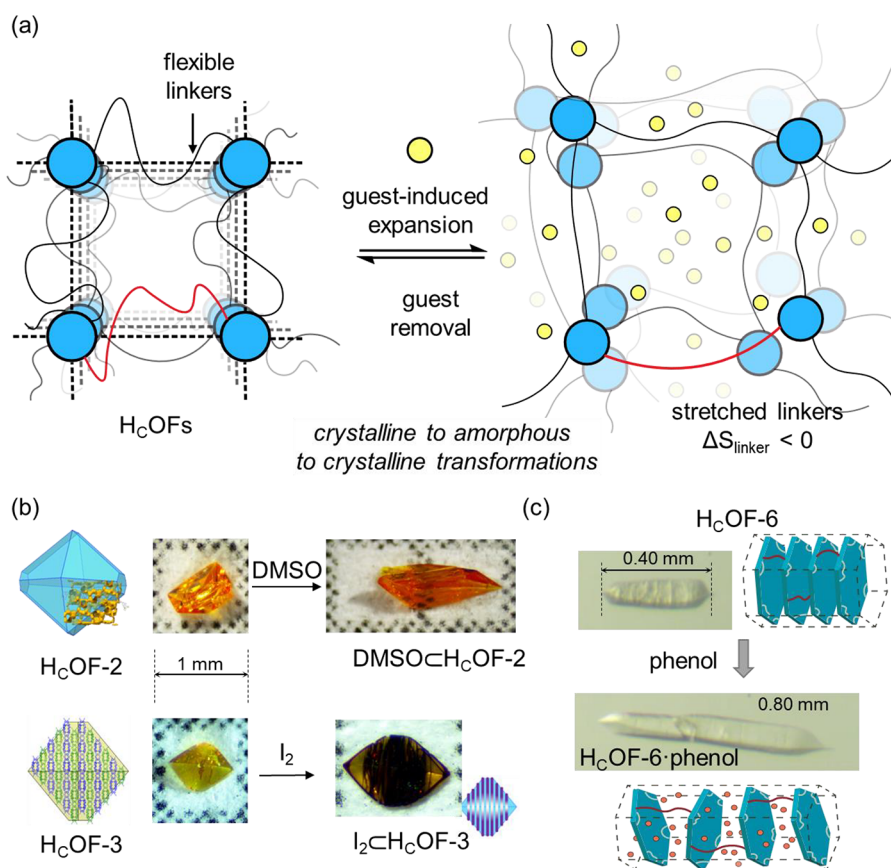 (a)
flexible
linkers
guest-induced
expansion
guest
removal
HCOFs
crystalline to amorphous
to crystalline transformations
stretched linkers
ΔSlinker < 0
(b)
HCOF-2
DMSO
DMSO⊂HCOF-2
1 mm
HCOF-3
I2
I2⊂HCOF-3
(c)
HCOF-6
0.40 mm
phenol
0.80 mm
HCOF-6·phenol